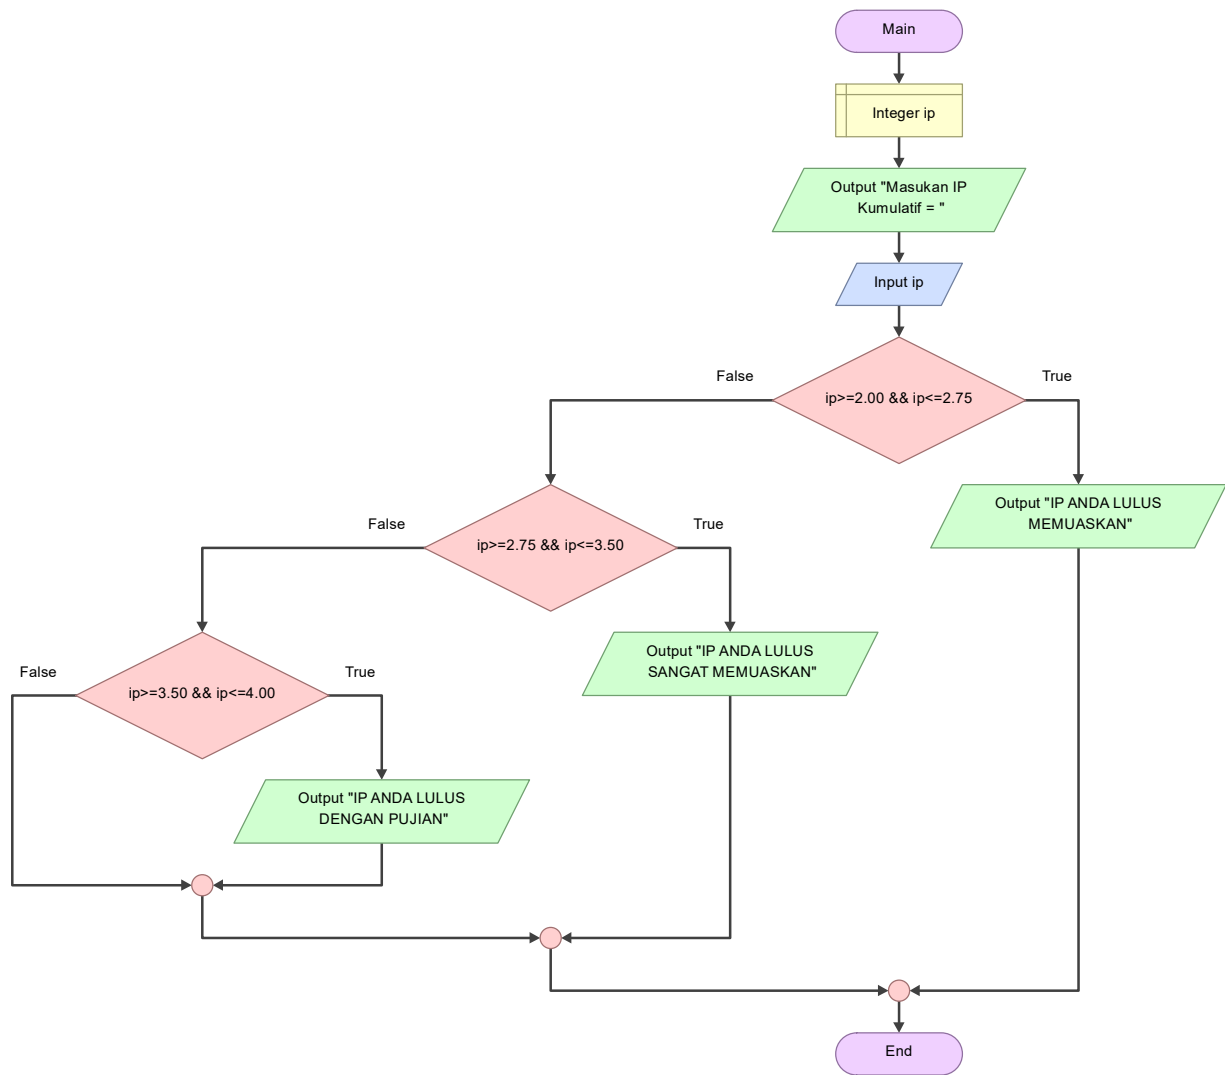 Main
Integer ip
Output "Masukan IP
Kumulatif = "
Input ip
False
True
ip>=2.00 && ip<=2.75
Output "IP ANDA LULUS
MEMUASKAN"
False
True
ip>=2.75 && ip<=3.50
Output "IP ANDA LULUS
SANGAT MEMUASKAN"
False
True
ip>=3.50 && ip<=4.00
Output "IP ANDA LULUS
DENGAN PUJIAN"
End